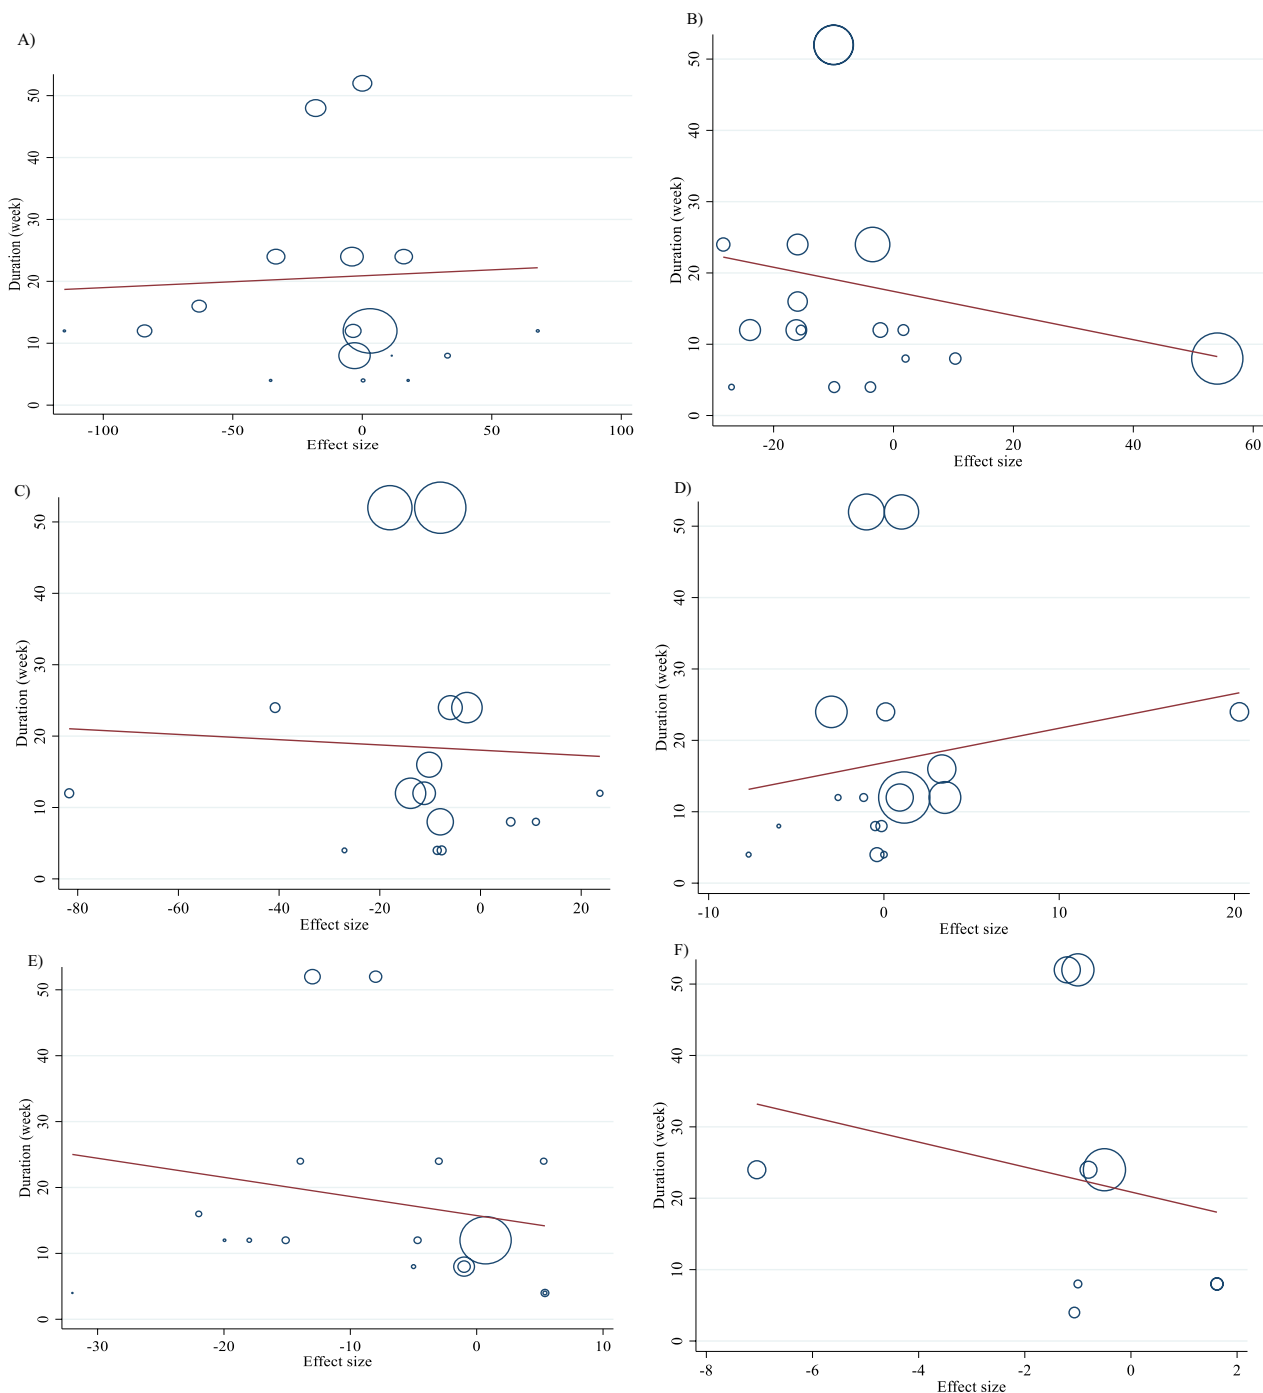 A)
Duration (week)
50
40
30
20
10
0
-100 -50 0 50 100
Effect size
B)
Duration (week)
50
40
30
20
10
0
-20 0 20 40 60
Effect size
C)
Duration (week)
50
40
30
20
10
0
-80 -60 -40 -20 0 20
Effect size
D)
Duration (week)
50
40
30
20
10
0
-10 0 10 20
Effect size
E)
Duration (week)
50
40
30
20
10
0
-30 -20 -10 0 10
Effect size
F)
Duration (week)
50
40
30
20
10
0
-8 -6 -4 -2 0 2
Effect size